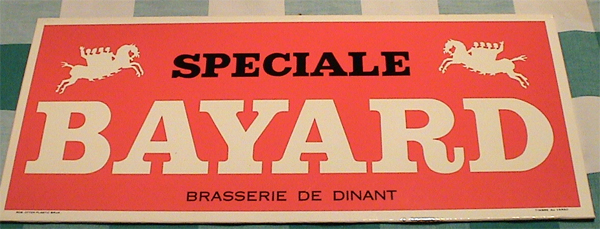 SPECIALE
BAYARD
BRASSERIE DE DINANT